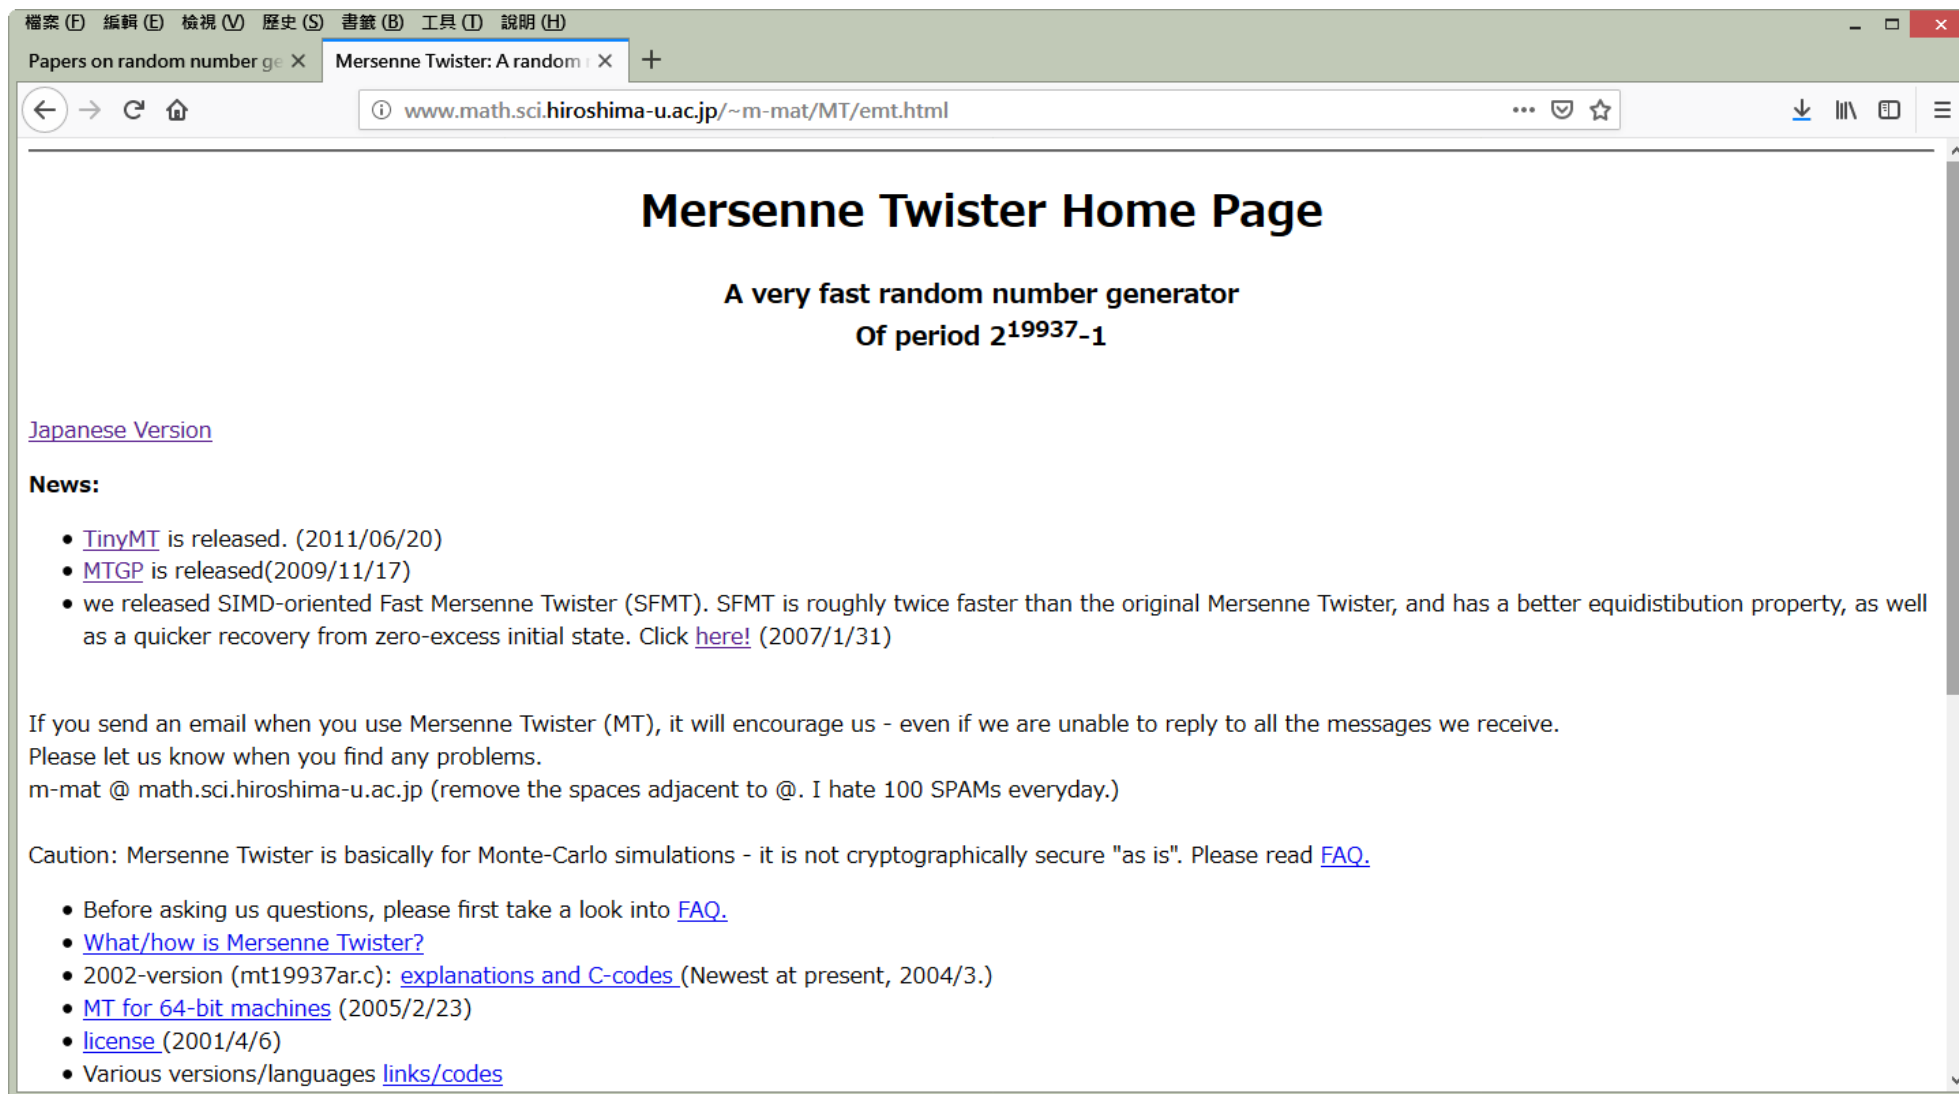 檔案 (F) 編輯 (E) 檢視 (V) 歷史 (S) 書籤 (B) 工具 (T) 說明 (H)
Papers on random number ge
Mersenne Twister: A random
www.math.sci.hiroshima-u.ac.jp/~m-mat/MT/emt.html
Mersenne Twister Home Page
A very fast random number generator
Of period 2^19937-1
Japanese Version
News:
• TinyMT is released. (2011/06/20)
• MTGP is released(2009/11/17)
• we released SIMD-oriented Fast Mersenne Twister (SFMT). SFMT is roughly twice faster than the original Mersenne Twister, and has a better equidistibution property, as well
as a quicker recovery from zero-excess initial state. Click here! (2007/1/31)
If you send an email when you use Mersenne Twister (MT), it will encourage us - even if we are unable to reply to all the messages we receive.
Please let us know when you find any problems.
m-mat @ math.sci.hiroshima-u.ac.jp (remove the spaces adjacent to @. I hate 100 SPAMs everyday.)
Caution: Mersenne Twister is basically for Monte-Carlo simulations - it is not cryptographically secure "as is". Please read FAQ.
• Before asking us questions, please first take a look into FAQ.
• What/how is Mersenne Twister?
• 2002-version (mt19937ar.c): explanations and C-codes (Newest at present, 2004/3.)
• MT for 64-bit machines (2005/2/23)
• license (2001/4/6)
• Various versions/languages links/codes